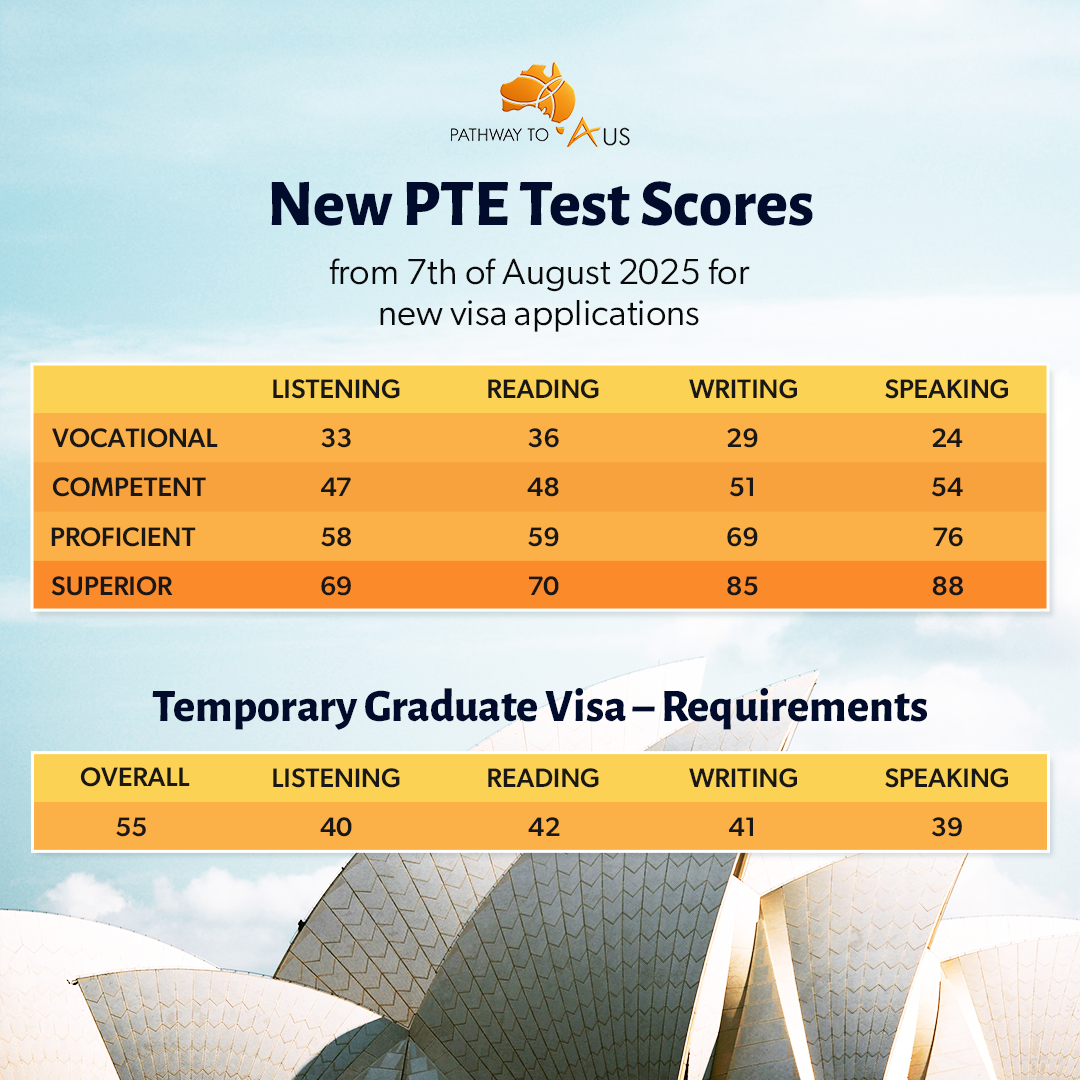 PATHWAY TO AUS
New PTE Test Scores
from 7th of August 2025 for
new visa applications
LISTENING READING WRITING SPEAKING
VOCATIONAL 33 36 29 24
COMPETENT 47 48 51 54
PROFICIENT 58 59 69 76
SUPERIOR 69 70 85 88
Temporary Graduate Visa – Requirements
OVERALL LISTENING READING WRITING SPEAKING
55 40 42 41 39